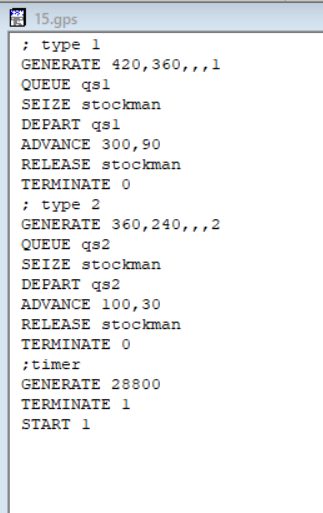 15.gps
; type 1
GENERATE 420,360,,,1
QUEUE qs1
SEIZE stockman
DEPART qs1
ADVANCE 300,90
RELEASE stockman
TERMINATE 0
; type 2
GENERATE 360,240,,,2
QUEUE qs2
SEIZE stockman
DEPART qs2
ADVANCE 100,30
RELEASE stockman
TERMINATE 0
;timer
GENERATE 28800
TERMINATE 1
START 1